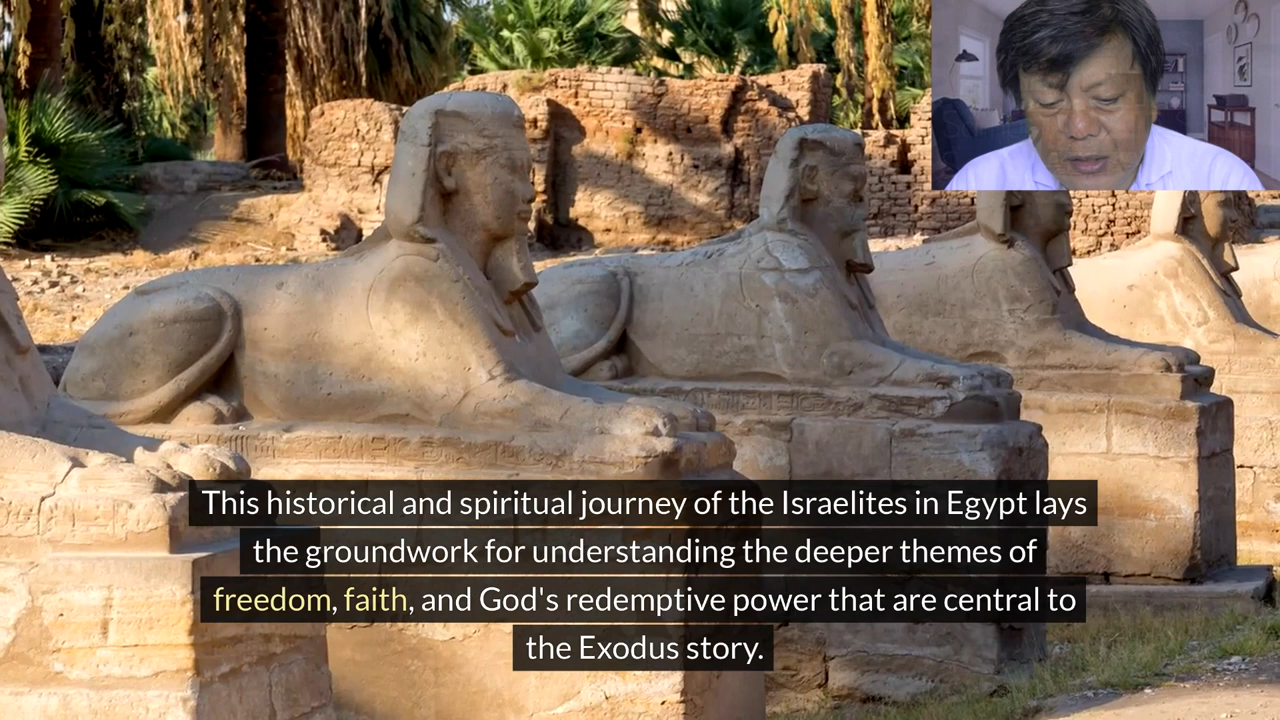 This historical and spiritual journey of the Israelites in Egypt lays
the groundwork for understanding the deeper themes of
freedom, faith, and God's redemptive power that are central to
the Exodus story.